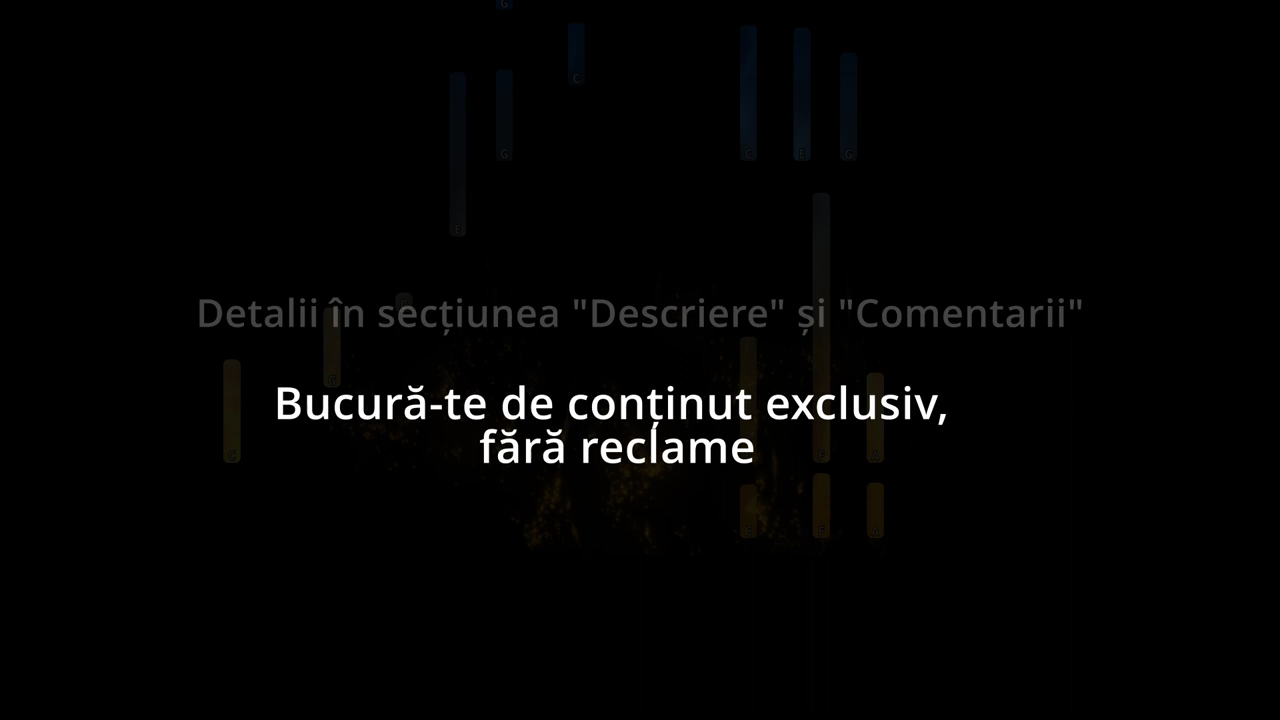 G
C
G
C
E
G
E
Detalii în secțiunea "Descriere" și "Comentarii"
Bucură-te de conținut exclusiv,
fără reclame